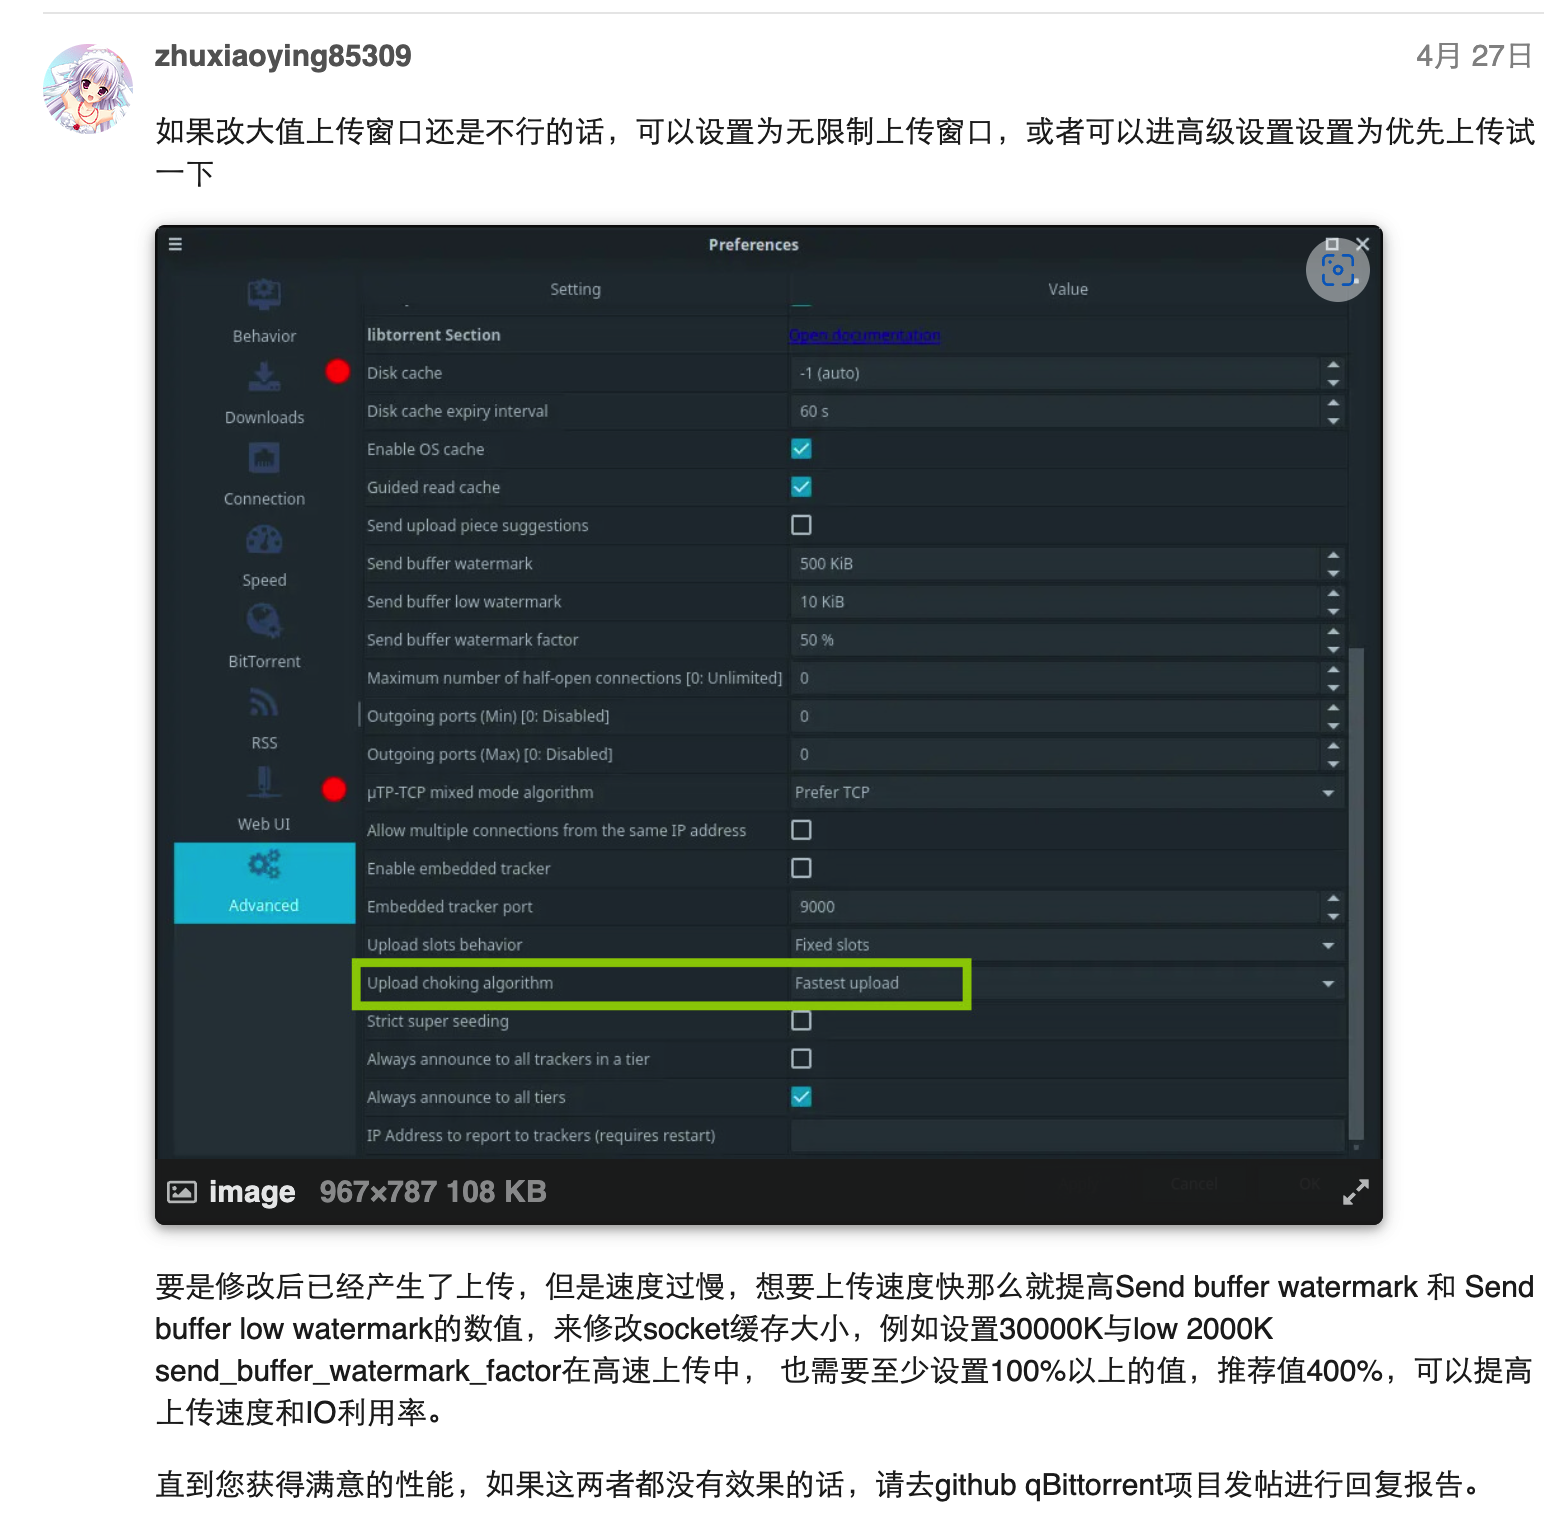 zhuxiaoying85309
4月 27日
如果改大值上传窗口还是不行的话，可以设置为无限制上传窗口，或者可以进高级设置设置为优先上传试
一下
Preferences
Setting Value
Behavior
libtorrent Section Open documentation
Disk cache -1 (auto)
Downloads
Disk cache expiry interval 60 s
Enable OS cache
Connection
Guided read cache
Send upload piece suggestions
Speed
Send buffer watermark 500 KiB
Send buffer low watermark 10 KiB
Send buffer watermark factor 50 %
BitTorrent
Maximum number of half-open connections [0: Unlimited] 0
Outgoing ports (Min) [0: Disabled] 0
RSS
Outgoing ports (Max) [0: Disabled] 0
μTP-TCP mixed mode algorithm Prefer TCP
Web UI
Allow multiple connections from the same IP address
Enable embedded tracker
Advanced
Embedded tracker port 9000
Upload slots behavior Fixed slots
Upload choking algorithm Fastest upload
Strict super seeding
Always announce to all trackers in a tier
Always announce to all tiers
IP Address to report to trackers (requires restart)
Cancel OK
image 967×787 108 KB
要是修改后已经产生了上传，但是速度过慢，想要上传速度快那么就提高Send buffer watermark 和 Send
buffer low watermark的数值，来修改socket缓存大小，例如设置30000K与low 2000K
send_buffer_watermark_factor在高速上传中， 也需要至少设置100%以上的值，推荐值400%，可以提高
上传速度和IO利用率。
直到您获得满意的性能，如果这两者都没有效果的话，请去github qBittorrent项目发帖进行回复报告。